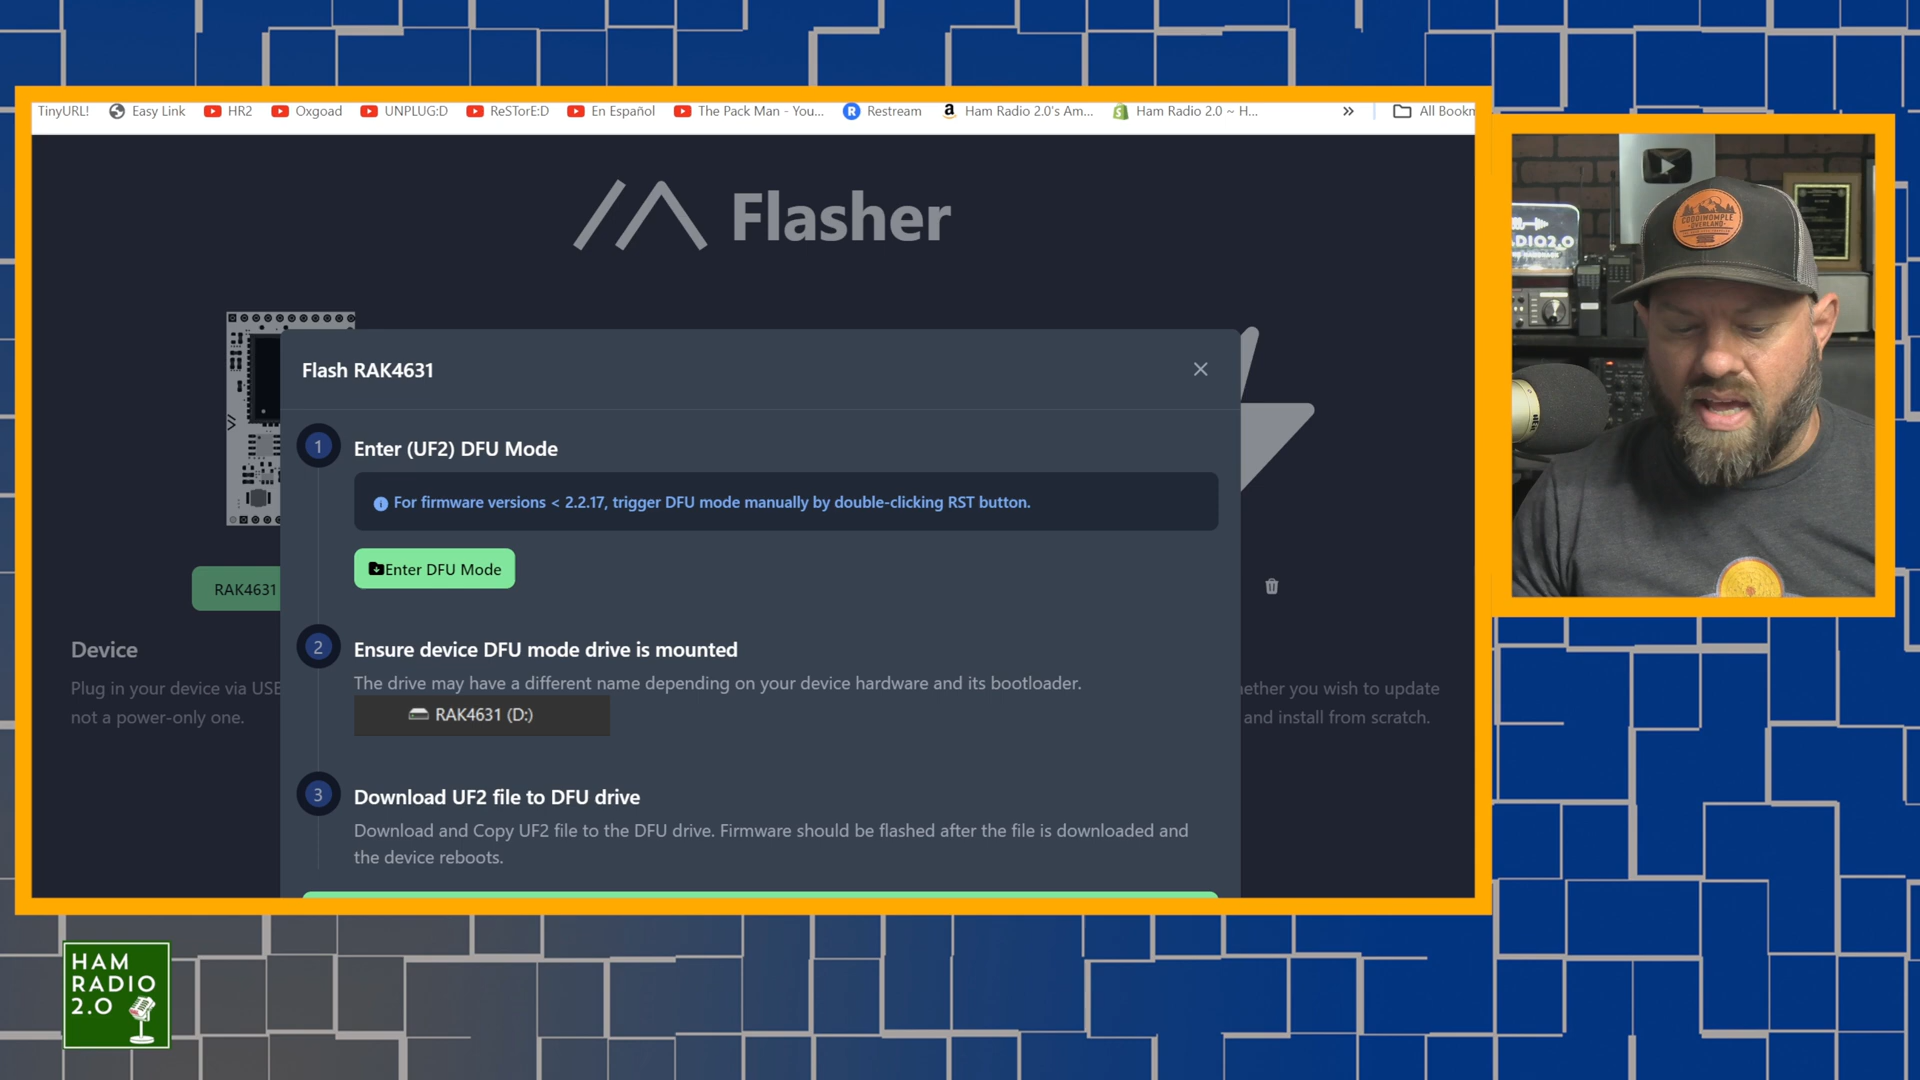 TinyURL! Easy Link HR2 Oxgoad UNPLUG:D ReSTorE:D En Español The Pack Man - You... Restream Ham Radio 2.0's Am... Ham Radio 2.0 ~ H... » All Bookm
Flasher
Flash RAK4631
1 Enter (UF2) DFU Mode
For firmware versions < 2.2.17, trigger DFU mode manually by double-clicking RST button.
Enter DFU Mode
RAK4631
2 Ensure device DFU mode drive is mounted
The drive may have a different name depending on your device hardware and its bootloader.
RAK4631 (D:)
Device
Plug in your device via USB
not a power-only one.
ether you wish to update
and install from scratch.
3 Download UF2 file to DFU drive
Download and Copy UF2 file to the DFU drive. Firmware should be flashed after the file is downloaded and
the device reboots.
CODDIWOMPLE
OVERLAND
ADIO2.0
HAM
RADIO
2.0